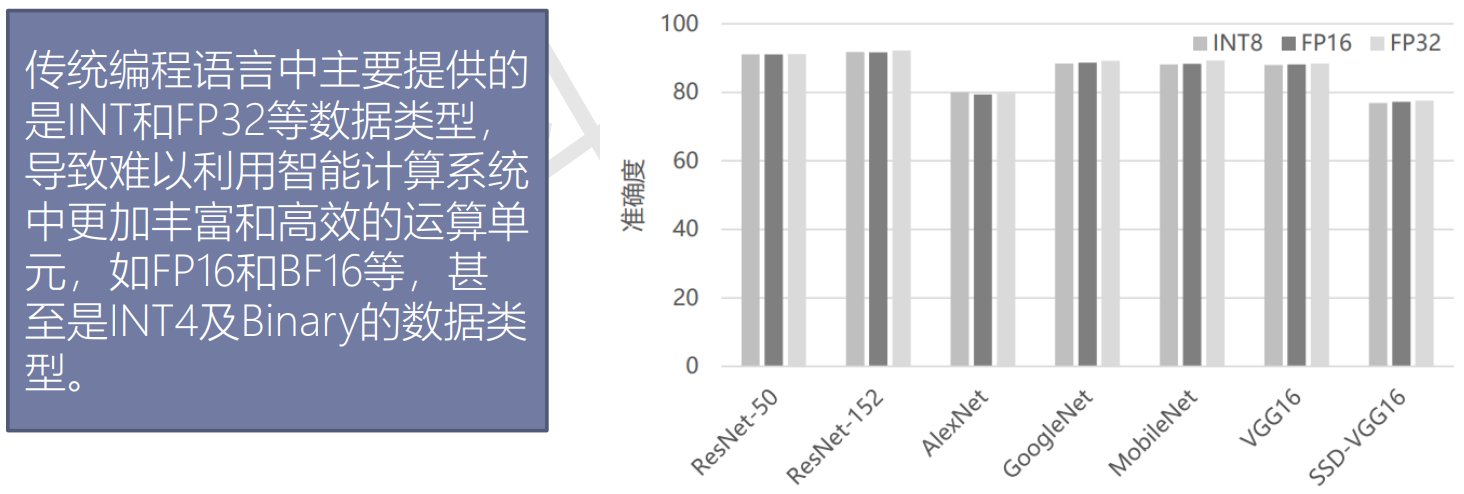 传统编程语言中主要提供的
是INT和FP32等数据类型，
导致难以利用智能计算系统
中更加丰富和高效的运算单
元，如FP16和BF16等，甚
至是INT4及Binary的数据类
型。
准确度
100
80
60
40
20
0
INT8 FP16 FP32
ResNet-50
ResNet-152
AlexNet
GoogleNet
MobileNet
VGG16
SSD-VGG16